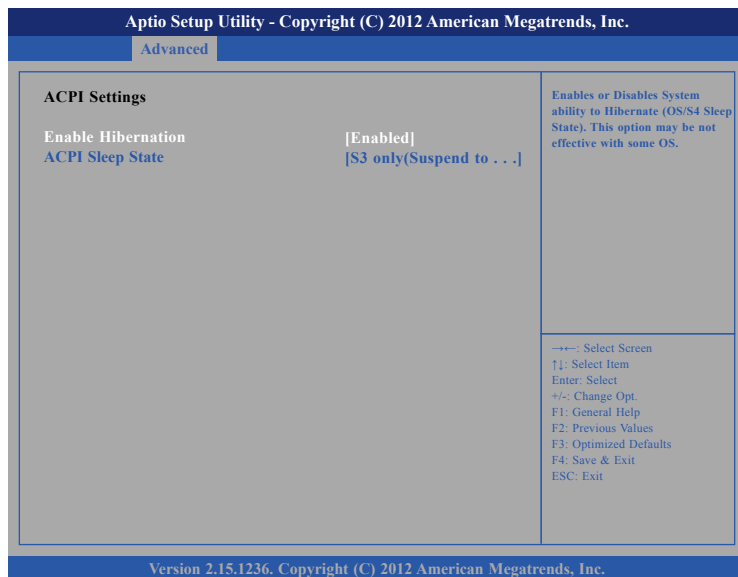 Aptio Setup Utility - Copyright (C) 2012 American Megatrends, Inc.
Advanced
ACPI Settings
Enable Hibernation [Enabled]
ACPI Sleep State [S3 only(Suspend to . . .]
Enables or Disables System
ability to Hibernate (OS/S4 Sleep
State). This option may be not
effective with some OS.
→←: Select Screen
↑↓: Select Item
Enter: Select
+/-: Change Opt.
F1: General Help
F2: Previous Values
F3: Optimized Defaults
F4: Save & Exit
ESC: Exit
Version 2.15.1236. Copyright (C) 2012 American Megatrends, Inc.